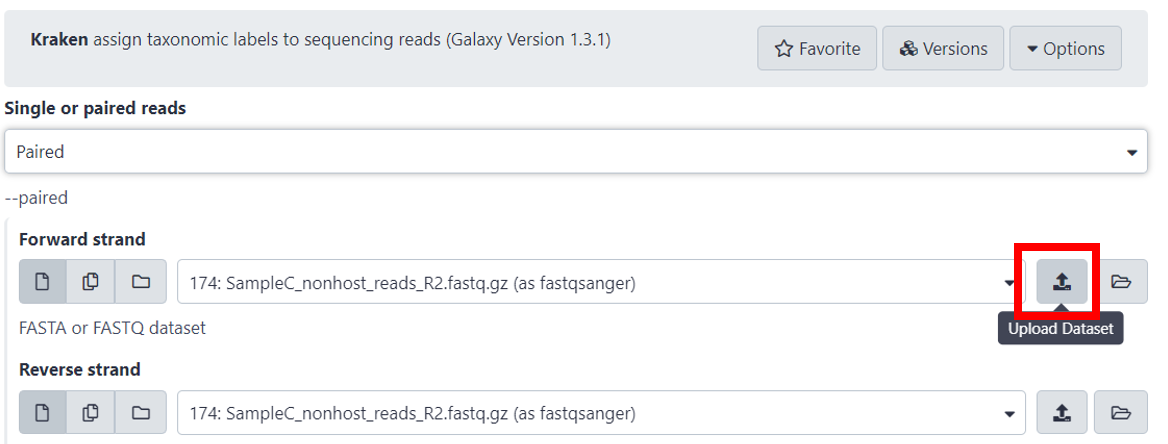 Kraken assign taxonomic labels to sequencing reads (Galaxy Version 1.3.1)
Favorite
Versions
Options
Single or paired reads
Paired
--paired
Forward strand
174: SampleC_nonhost_reads_R2.fastq.gz (as fastqsanger)
FASTA or FASTQ dataset
Upload Dataset
Reverse strand
174: SampleC_nonhost_reads_R2.fastq.gz (as fastqsanger)